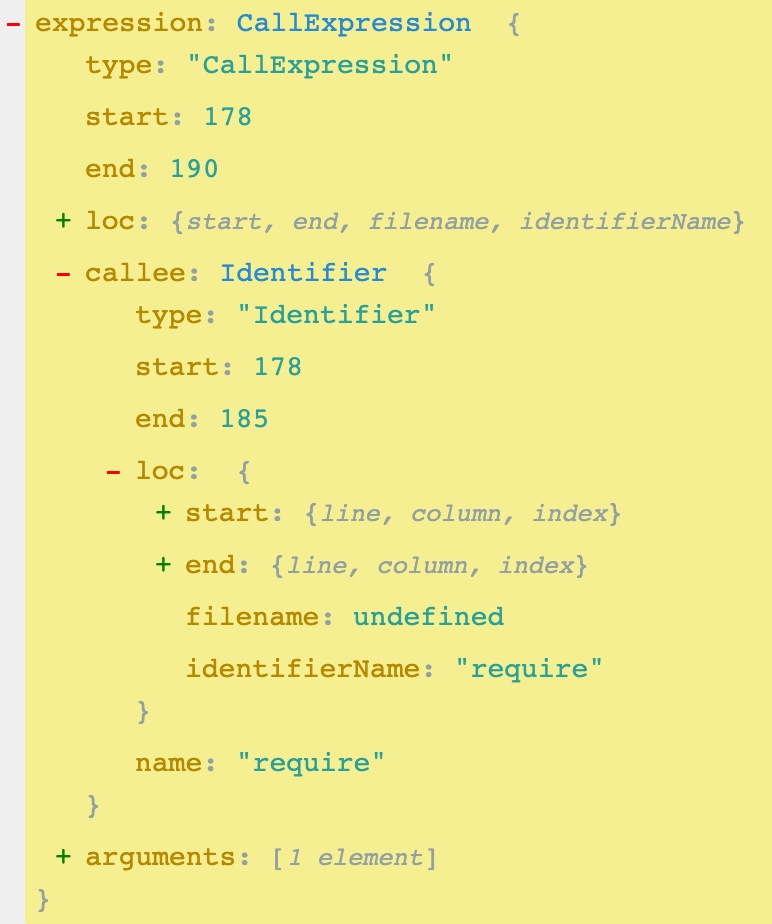 - expression: CallExpression {
type: "CallExpression"
start: 178
end: 190
+ loc: {start, end, filename, identifierName}
- callee: Identifier {
type: "Identifier"
start: 178
end: 185
- loc: {
+ start: {line, column, index}
+ end: {line, column, index}
filename: undefined
identifierName: "require"
}
name: "require"
}
+ arguments: [1 element]
}